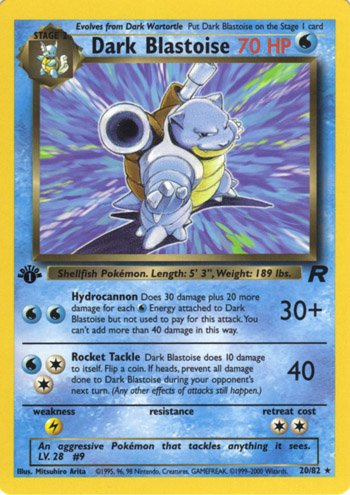 Evolves from Dark Wartortle Put Dark Blastoise on the Stage 1 card
STAGE 2
Dark Blastoise 70 HP
EDITION
1
Shellfish Pokémon. Length: 5' 3", Weight: 189 lbs.
R
Hydrocannon Does 30 damage plus 20 more
damage for each Energy attached to Dark
Blastoise but not used to pay for this attack. You
can't add more than 40 damage in this way.
30+
Rocket Tackle Dark Blastoise does 10 damage
to itself. Flip a coin. If heads, prevent all damage
done to Dark Blastoise during your opponent's
next turn. (Any other effects of attacks still happen.)
40
weakness resistance retreat cost
An aggressive Pokémon that tackles anything it sees.
LV. 28 #9
Illus. Mitsuhiro Arita ©1995, 96, 98 Nintendo, Creatures, GAMEFREAK. ©1999-2000 Wizards. 20/82 ★